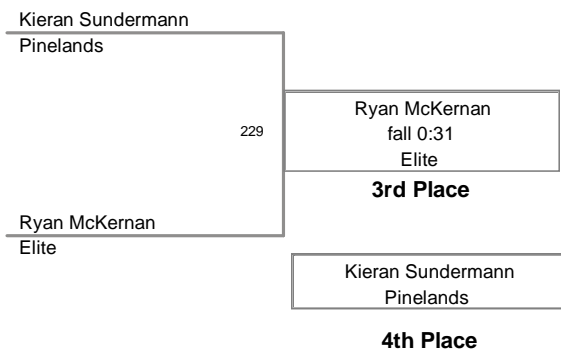 Kieran Sundermann
Pinelands
229
Ryan McKernan
fall 0:31
Elite
3rd Place
Ryan McKernan
Elite
Kieran Sundermann
Pinelands
4th Place